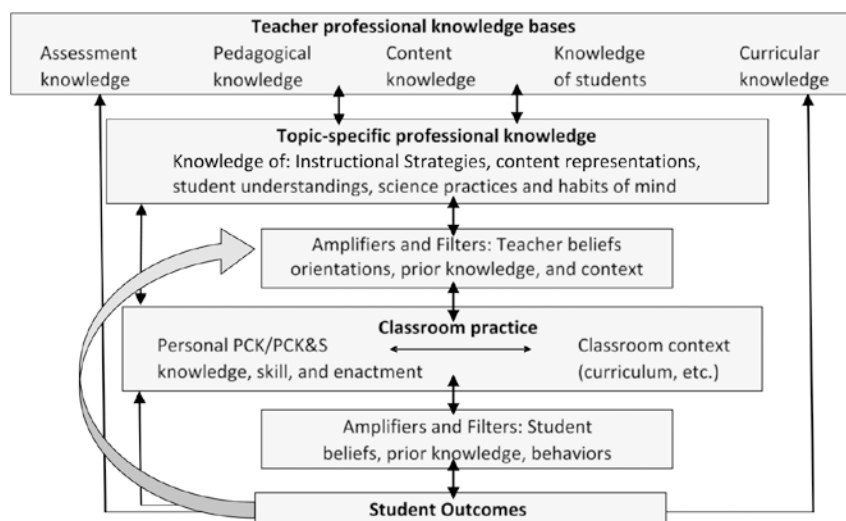 Teacher professional knowledge bases
Assessment knowledge
Pedagogical knowledge
Content knowledge
Knowledge of students
Curricular knowledge
Topic-specific professional knowledge
Knowledge of: Instructional Strategies, content representations,
student understandings, science practices and habits of mind
Amplifiers and Filters: Teacher beliefs
orientations, prior knowledge, and context
Classroom practice
Personal PCK/PCK&S
knowledge, skill, and enactment
Classroom context
(curriculum, etc.)
Amplifiers and Filters: Student
beliefs, prior knowledge, behaviors
Student Outcomes